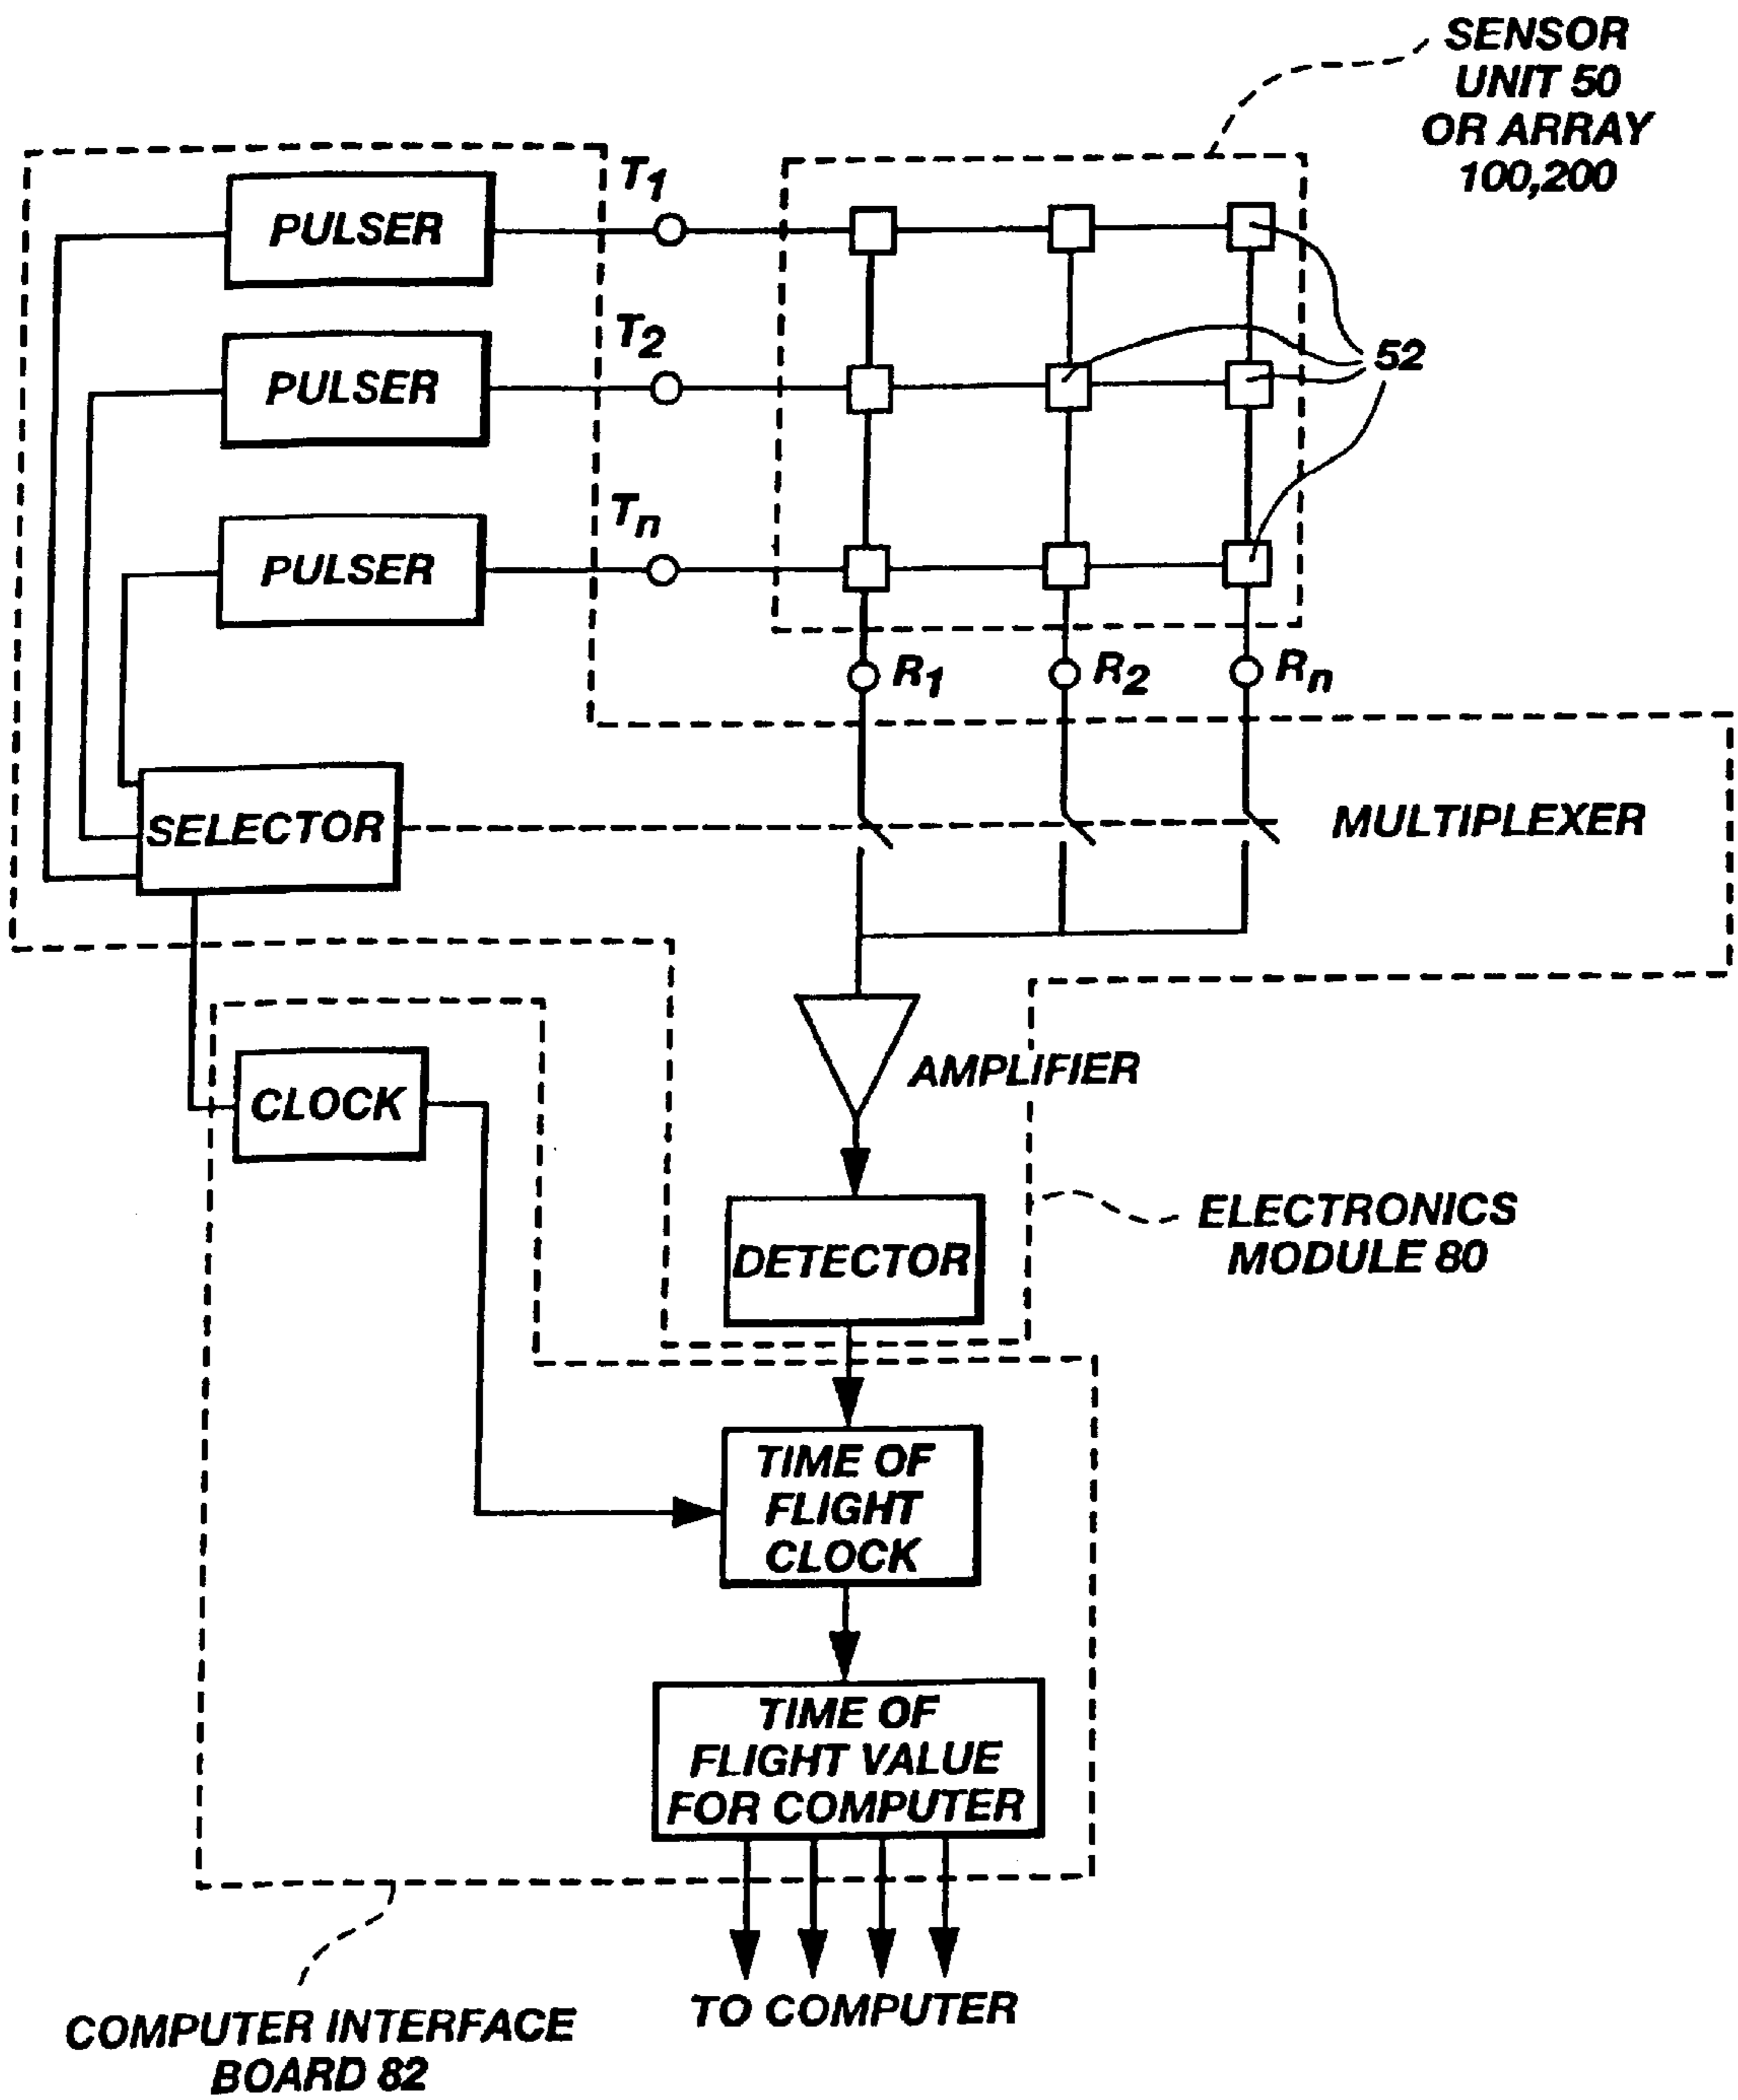 SENSOR
UNIT 50
OR ARRAY
100,200
T1
PULSER
T2
PULSER
52
Tn
PULSER
R1
R2
Rn
SELECTOR
MULTIPLEXER
AMPLIFIER
CLOCK
ELECTRONICS
MODULE 80
DETECTOR
TIME OF
FLIGHT
CLOCK
TIME OF
FLIGHT VALUE
FOR COMPUTER
TO COMPUTER
COMPUTER INTERFACE
BOARD 82